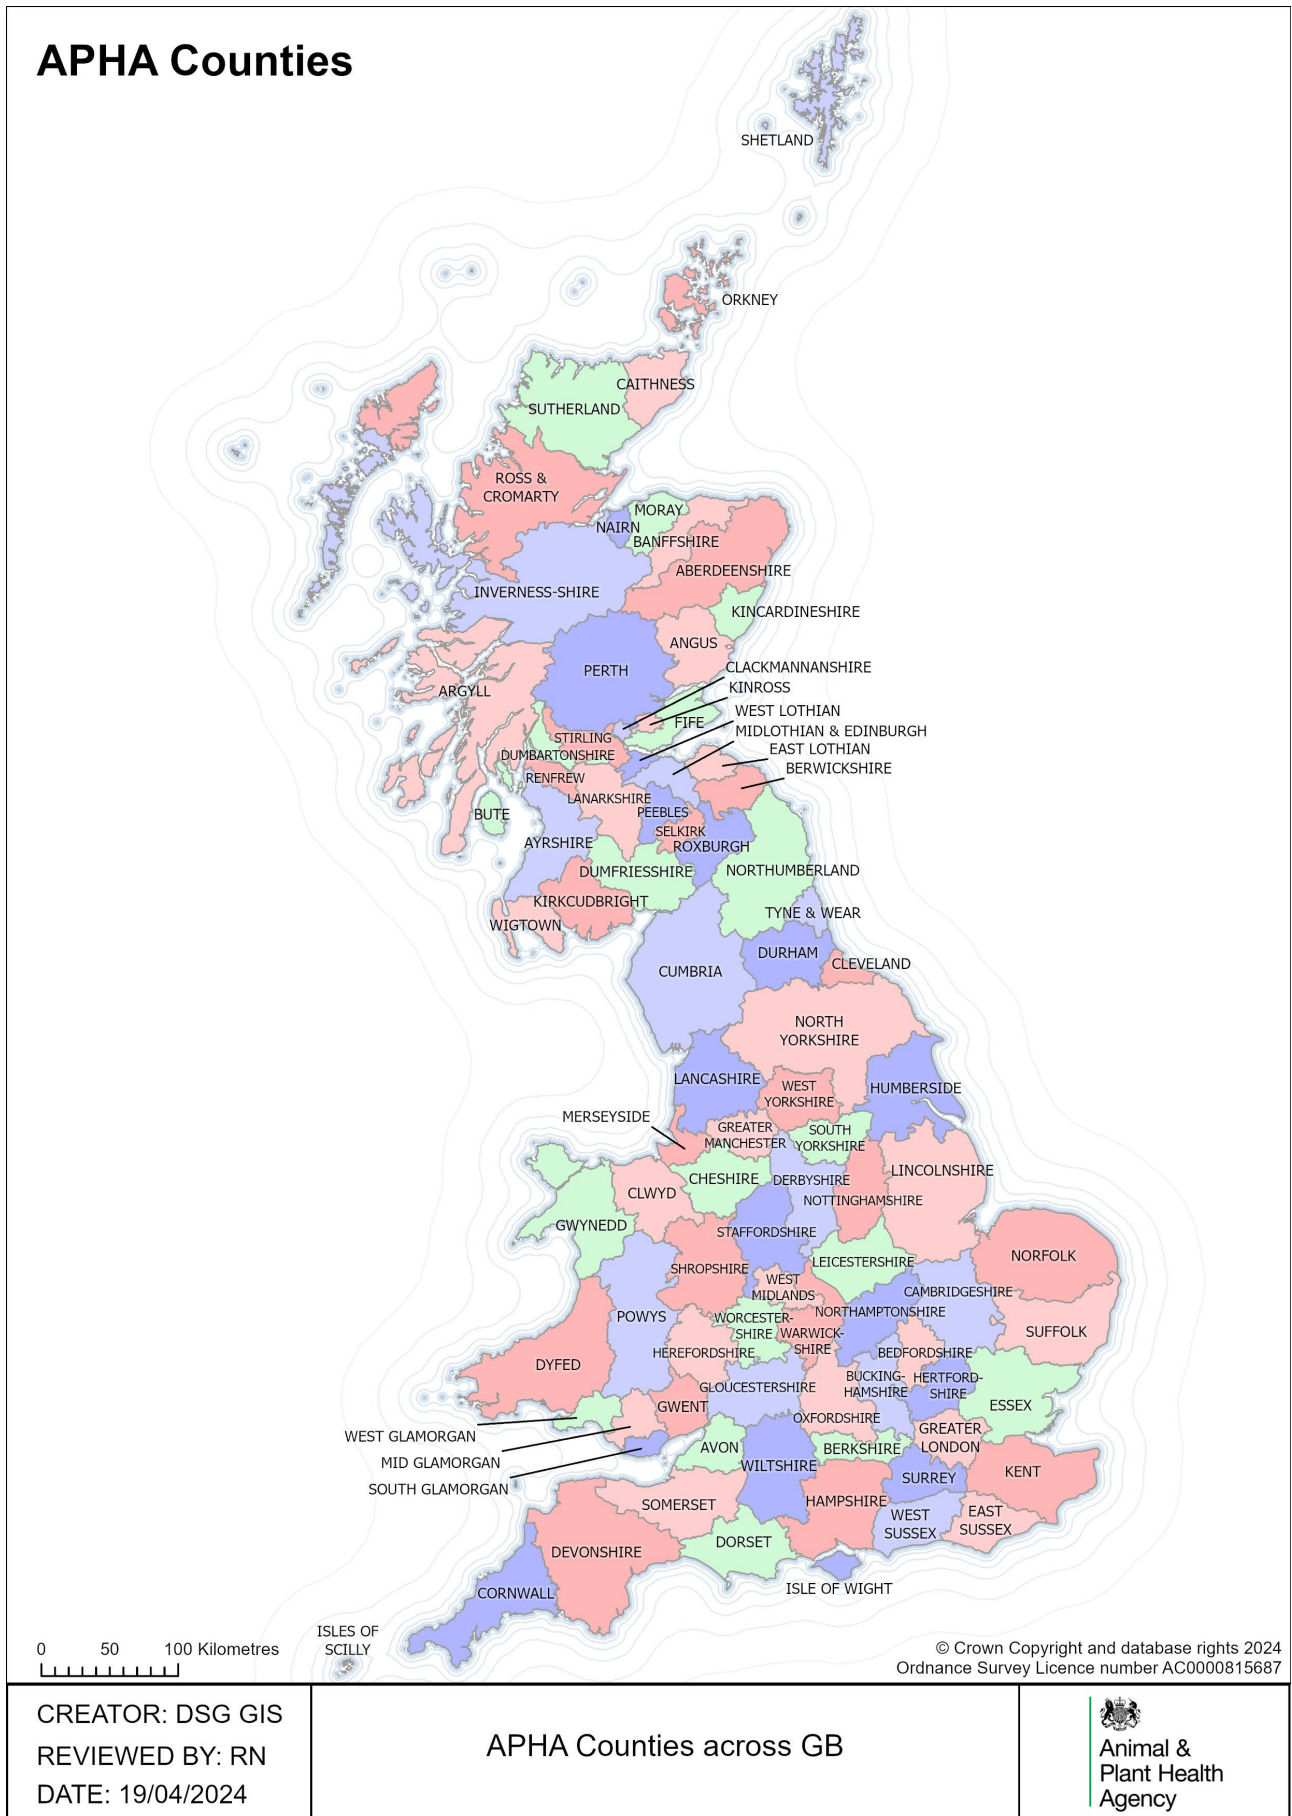 APHA Counties
SHETLAND
ORKNEY
CAITHNESS
SUTHERLAND
ROSS &
CROMARTY
MORAY
NAIRN
BANFFSHIRE
ABERDEENSHIRE
INVERNESS-SHIRE
KINCARDINESHIRE
ANGUS
CLACKMANNANSHIRE
PERTH
KINROSS
ARGYLL
WEST LOTHIAN
FIFE
MIDLOTHIAN & EDINBURGH
STIRLING
EAST LOTHIAN
DUMBARTONSHIRE
BERWICKSHIRE
RENFREW
LANARKSHIRE
PEEBLES
BUTE
SELKIRK
AYRSHIRE
ROXBURGH
DUMFRIESSHIRE
NORTHUMBERLAND
KIRKCUDBRIGHT
TYNE & WEAR
WIGTOWN
DURHAM
CLEVELAND
CUMBRIA
NORTH
YORKSHIRE
LANCASHIRE
WEST
YORKSHIRE
HUMBERSIDE
MERSEYSIDE
GREATER
MANCHESTER
SOUTH
YORKSHIRE
LINCOLNSHIRE
CHESHIRE
DERBYSHIRE
CLWYD
NOTTINGHAMSHIRE
GWYNEDD
STAFFORDSHIRE
NORFOLK
LEICESTERSHIRE
SHROPSHIRE
WEST
MIDLANDS
CAMBRIDGESHIRE
NORTHAMPTONSHIRE
POWYS
WORCESTER-
SHIRE
WARWICK-
SHIRE
SUFFOLK
HEREFORDSHIRE
BEDFORDSHIRE
DYFED
BUCKING-
HAMSHIRE
HERTFORD-
SHIRE
GLOUCESTERSHIRE
GWENT
ESSEX
OXFORDSHIRE
WEST GLAMORGAN
GREATER
LONDON
AVON
BERKSHIRE
MID GLAMORGAN
WILTSHIRE
KENT
SURREY
SOUTH GLAMORGAN
SOMERSET
HAMPSHIRE
WEST
SUSSEX
EAST
SUSSEX
DORSET
DEVONSHIRE
ISLE OF WIGHT
CORNWALL
ISLES OF
SCILLY
0 50 100 Kilometres
© Crown Copyright and database rights 2024
Ordnance Survey Licence number AC0000815687
CREATOR: DSG GIS
REVIEWED BY: RN
DATE: 19/04/2024
APHA Counties across GB
Animal &
Plant Health
Agency